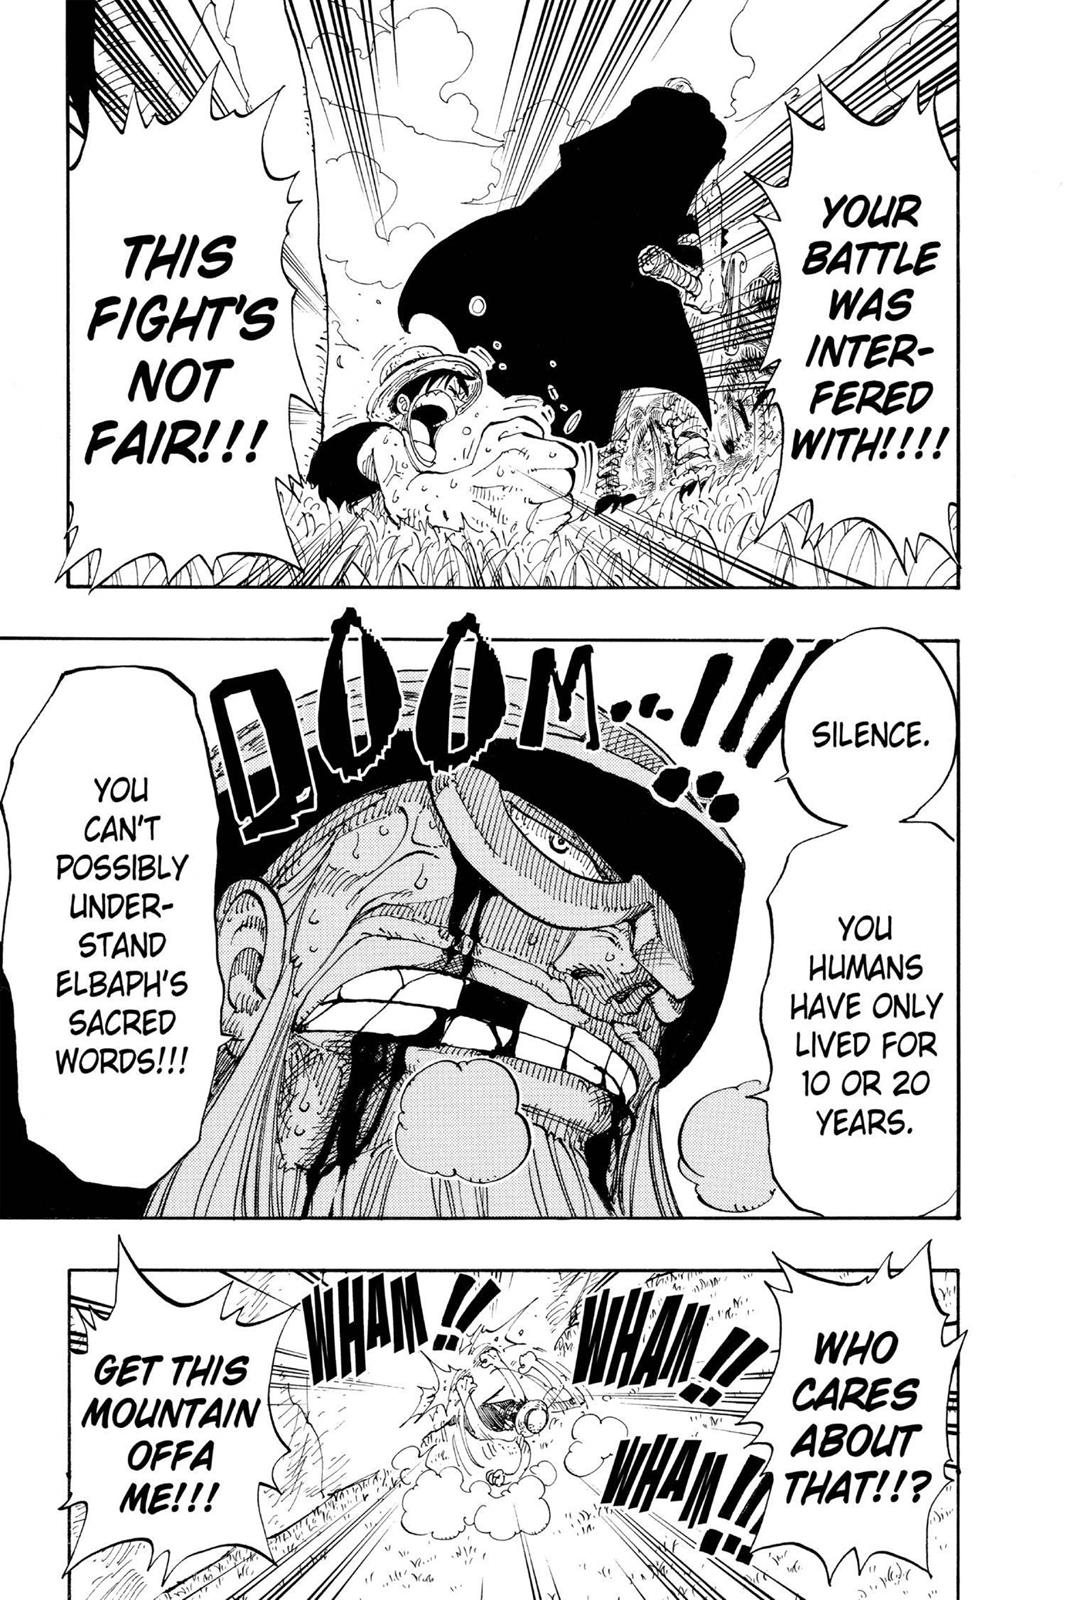 YOUR
BATTLE
WAS
INTER-
FERED
WITH!!!!
THIS
FIGHT'S
NOT
FAIR!!!
SILENCE.
DOOM...!!!
YOU
HUMANS
HAVE ONLY
LIVED FOR
10 OR 20
YEARS.
YOU
CAN'T
POSSIBLY
UNDER-
STAND
ELBAPH'S
SACRED
WORDS!!!
WHO
CARES
ABOUT
THAT!!?
WHAM!!
WHAM!!
WHAM!!
GET THIS
MOUNTAIN
OFFA
ME!!!